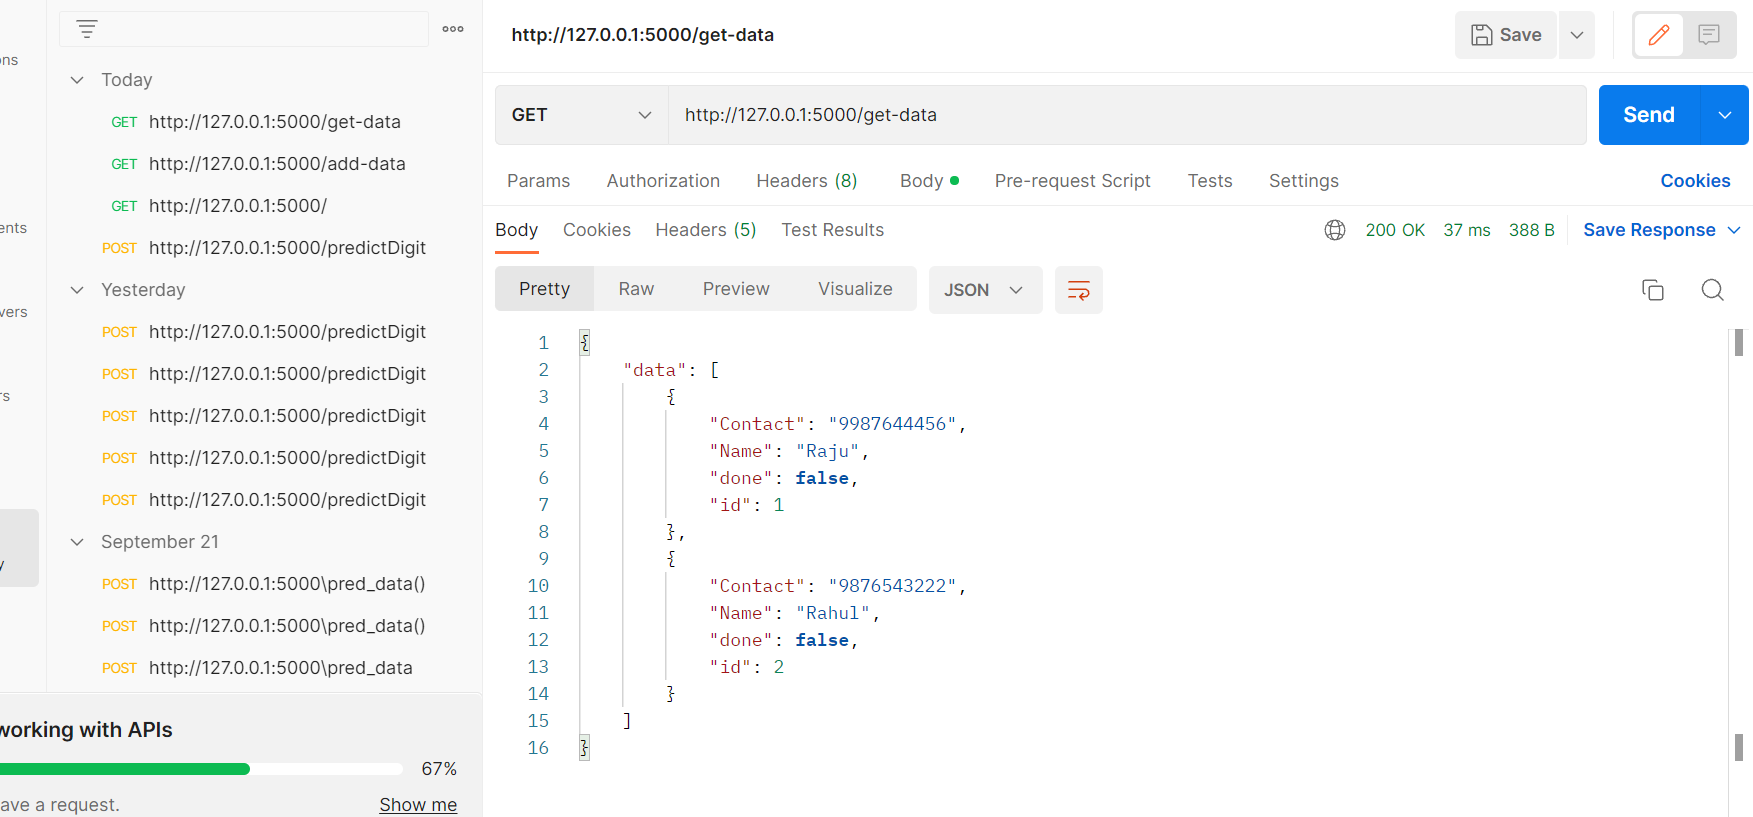 ons
ents
vers
rs
y
Today
GET http://127.0.0.1:5000/get-data
GET http://127.0.0.1:5000/add-data
GET http://127.0.0.1:5000/
POST http://127.0.0.1:5000/predictDigit
Yesterday
POST http://127.0.0.1:5000/predictDigit
POST http://127.0.0.1:5000/predictDigit
POST http://127.0.0.1:5000/predictDigit
POST http://127.0.0.1:5000/predictDigit
POST http://127.0.0.1:5000/predictDigit
September 21
POST http://127.0.0.1:5000\pred_data()
POST http://127.0.0.1:5000\pred_data()
POST http://127.0.0.1:5000\pred_data
working with APIs
67%
ave a request. Show me
http://127.0.0.1:5000/get-data Save
GET http://127.0.0.1:5000/get-data Send
Params Authorization Headers (8) Body Pre-request Script Tests Settings Cookies
Body Cookies Headers (5) Test Results 200 OK 37 ms 388 B Save Response
Pretty Raw Preview Visualize JSON
1 {
2 "data": [
3 {
4 "Contact": "9987644456",
5 "Name": "Raju",
6 "done": false,
7 "id": 1
8 },
9 {
10 "Contact": "9876543222",
11 "Name": "Rahul",
12 "done": false,
13 "id": 2
14 }
15 ]
16 }